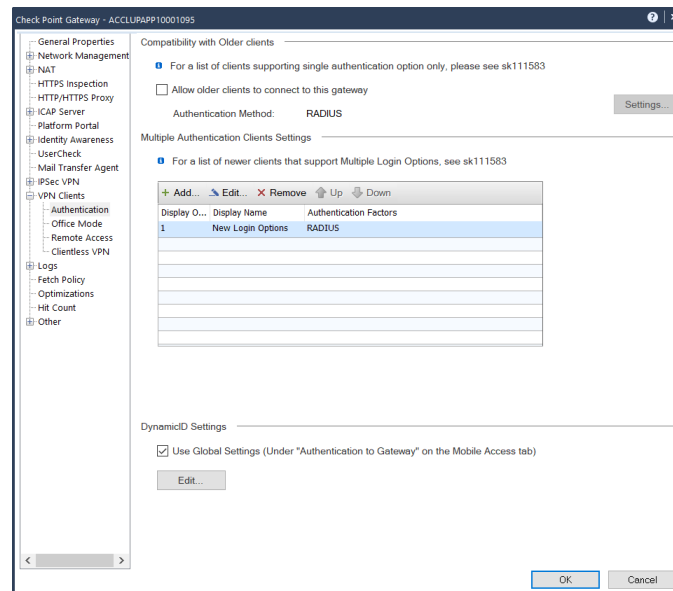 Check Point Gateway - ACCLUPAPP10001095
General Properties
Network Management
NAT
HTTPS Inspection
HTTP/HTTPS Proxy
ICAP Server
Platform Portal
Identity Awareness
UserCheck
Mail Transfer Agent
IPSec VPN
VPN Clients
Authentication
Office Mode
Remote Access
Clientless VPN
Logs
Fetch Policy
Optimizations
Hit Count
Other
Compatibility with Older clients
For a list of clients supporting single authentication option only, please see sk111583
Allow older clients to connect to this gateway
Settings...
Authentication Method: RADIUS
Multiple Authentication Clients Settings
For a list of newer clients that support Multiple Login Options, see sk111583
Add... Edit... Remove Up Down
Display O... Display Name Authentication Factors
1 New Login Options RADIUS
DynamicID Settings
Use Global Settings (Under "Authentication to Gateway" on the Mobile Access tab)
Edit...
OK Cancel